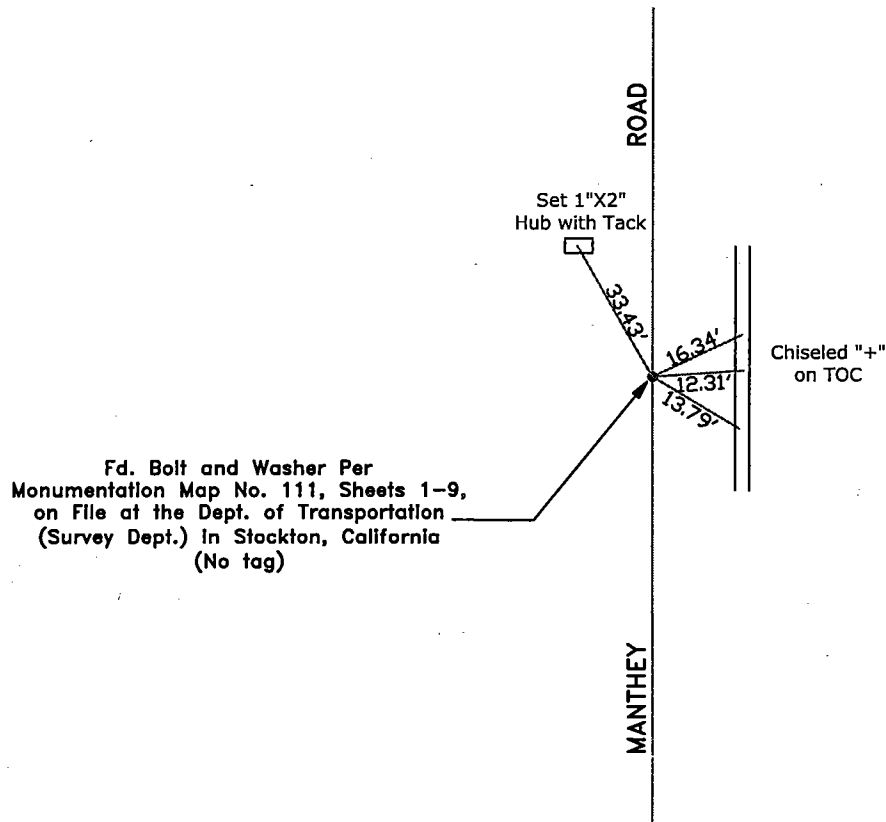 ROAD
Set 1"X2"
Hub with Tack
33.43'
16.34'
12.31'
13.79'
Chiseled "+"
on TOC
Fd. Bolt and Washer Per
Monumentation Map No. 111, Sheets 1-9,
on File at the Dept. of Transportation
(Survey Dept.) in Stockton, California
(No tag)
MANTHEY